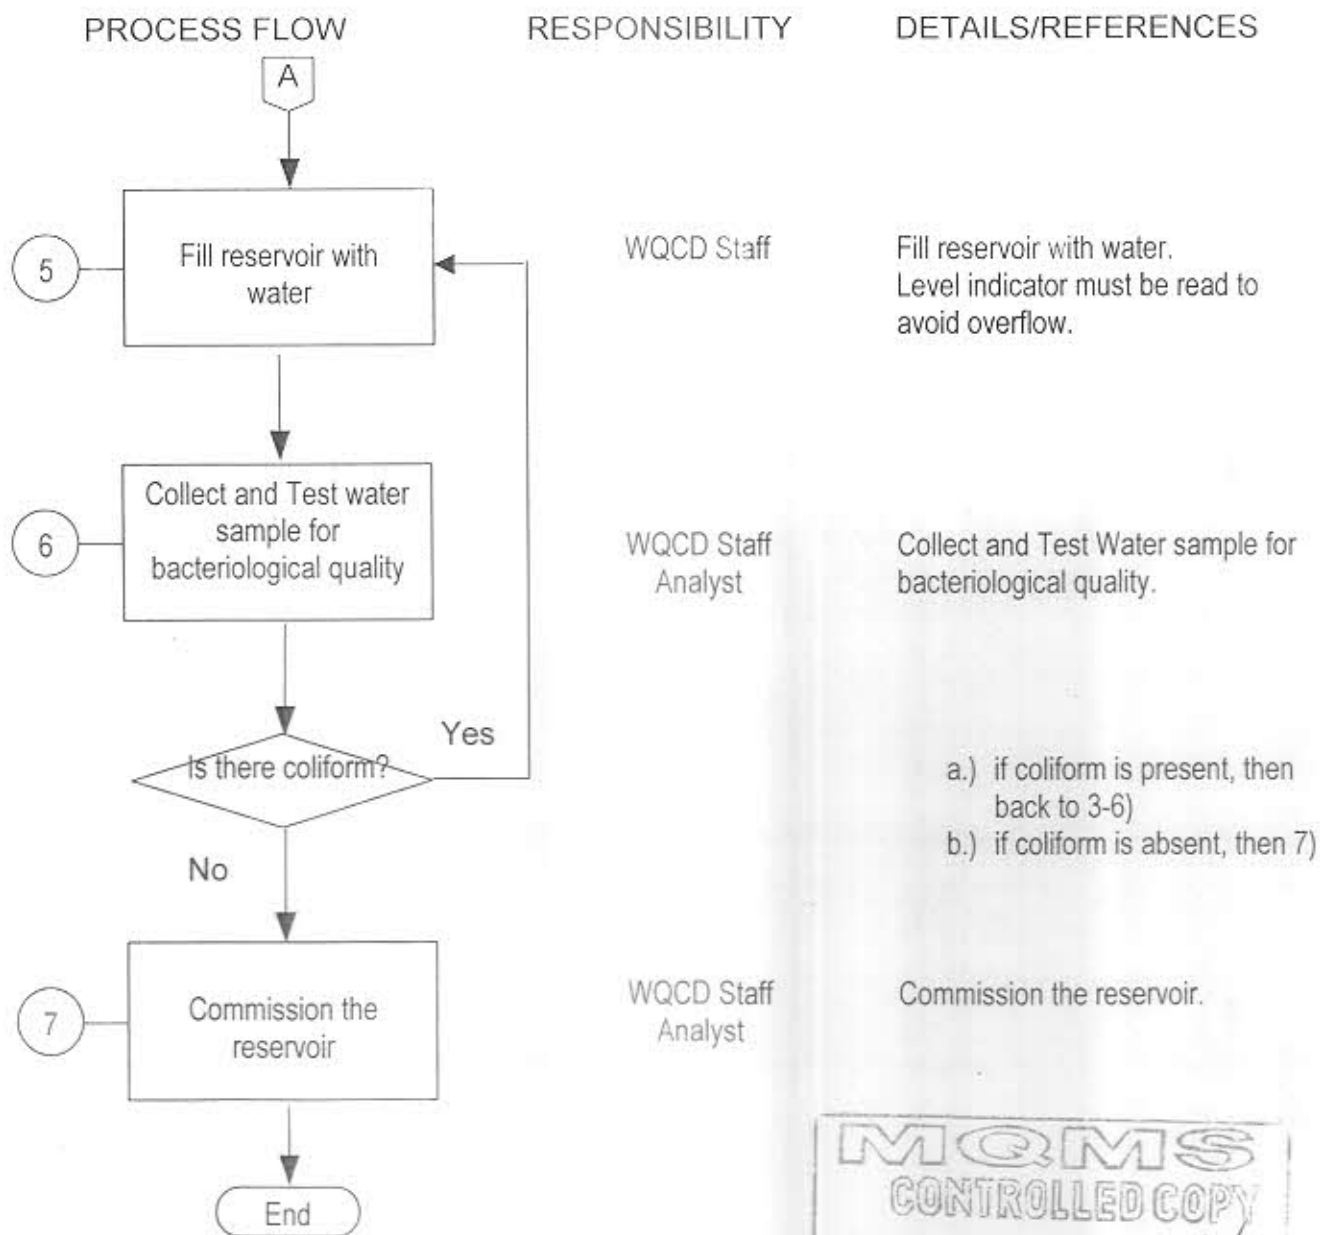 PROCESS FLOW RESPONSIBILITY DETAILS/REFERENCES
A
5
Fill reservoir with
water
WQCD Staff
Fill reservoir with water.
Level indicator must be read to
avoid overflow.
6
Collect and Test water
sample for
bacteriological quality
WQCD Staff
Analyst
Collect and Test Water sample for
bacteriological quality.
Is there coliform?
Yes
No
a.) if coliform is present, then
back to 3-6)
b.) if coliform is absent, then 7)
7
Commission the
reservoir
WQCD Staff
Analyst
Commission the reservoir.
End
MQMS
CONTROLLED COPY